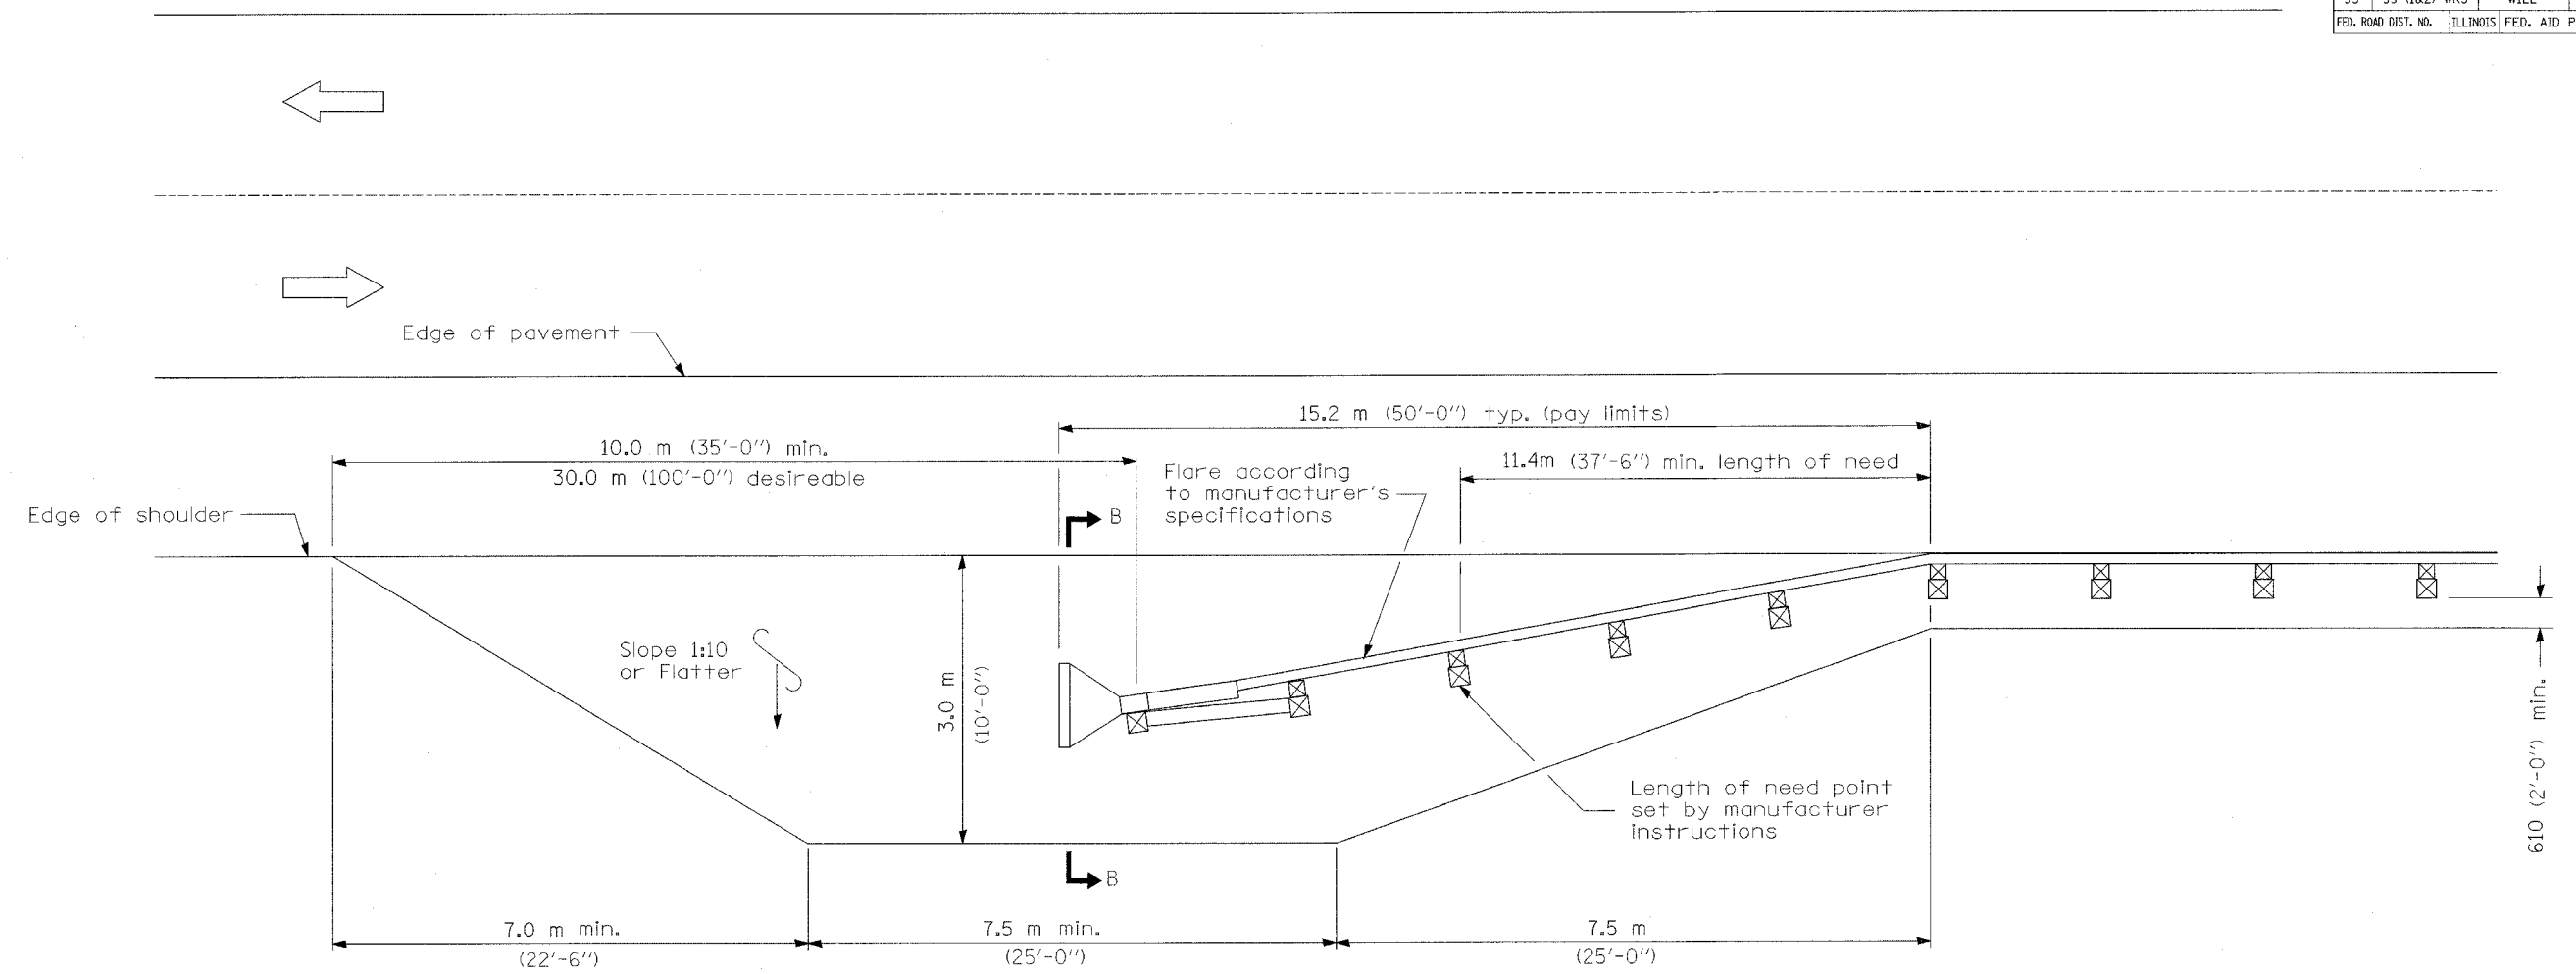 FED. ROAD DIST. NO. ILLINOIS FED. AID
Edge of pavement
15.2 m (50'-0") typ. (pay limits)
10.0 m (35'-0") min.
30.0 m (100'-0") desireable
Flare according
to manufacturer's
specifications
11.4m (37'-6") min. length of need
Edge of shoulder
B
Slope 1:10
or Flatter
3.0 m
(10'-0")
Length of need point
set by manufacturer
instructions
610 (2'-0") min.
B
7.0 m min.
(22'-6")
7.5 m min.
(25'-0")
7.5 m
(25'-0")